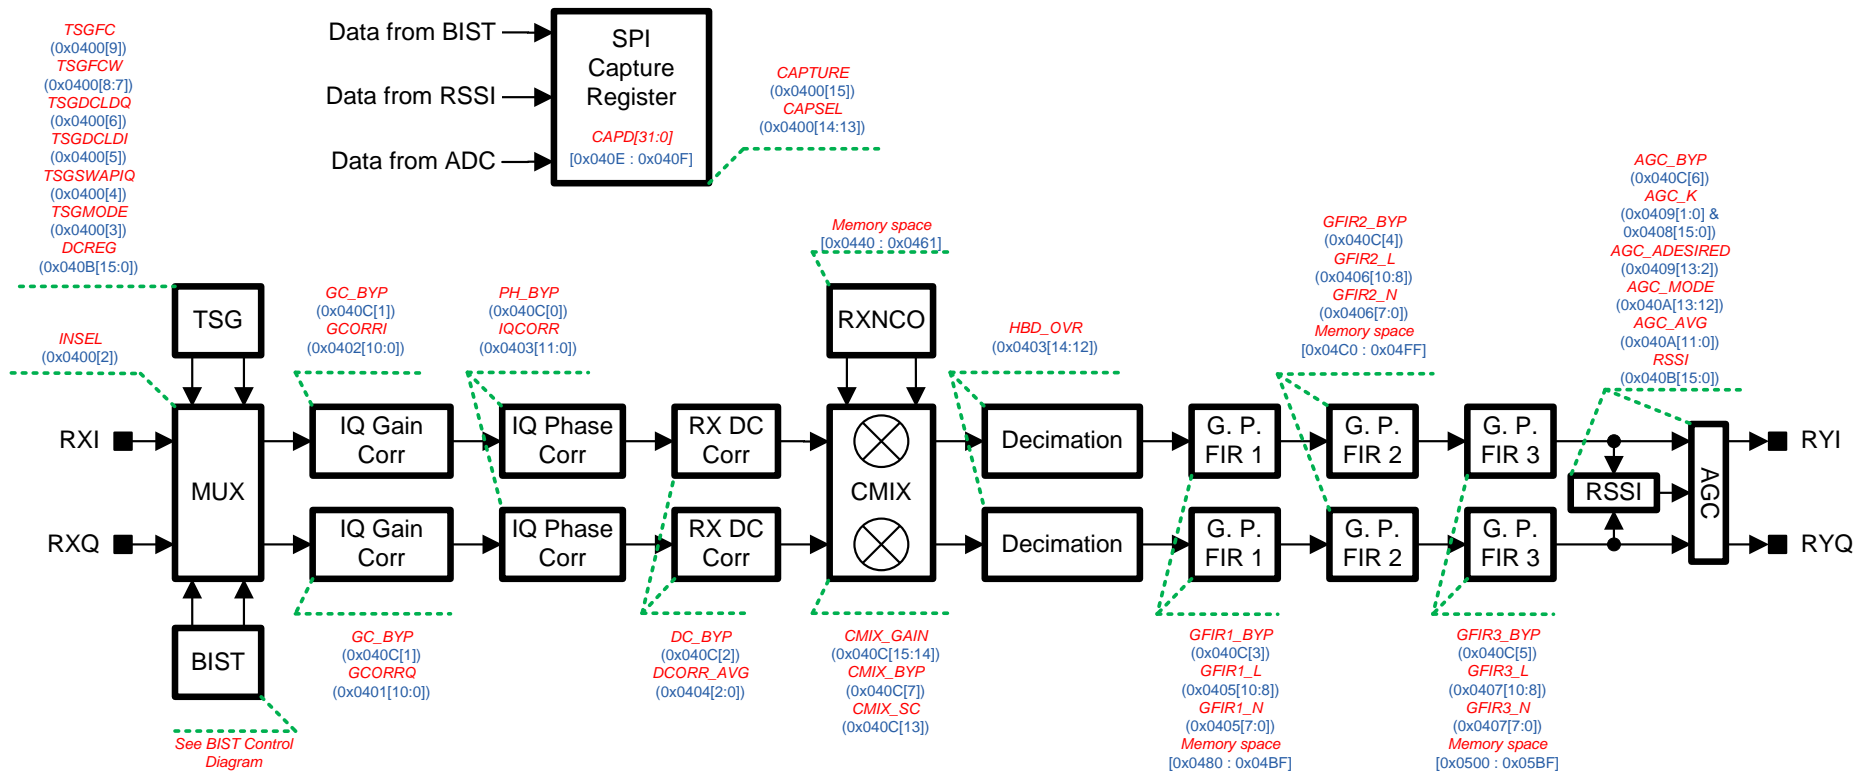 TSGFC
(0x0400[9])
TSGFCW
(0x0400[8:7])
TSGDCLDQ
(0x0400[6])
TSGDCLDI
(0x0400[5])
TSGSWAPIQ
(0x0400[4])
TSGMODE
(0x0400[3])
DCREG
(0x040B[15:0])
Data from BIST
Data from RSSI
Data from ADC
SPI
Capture
Register
CAPD[31:0]
[0x040E : 0x040F]
CAPTURE
(0x0400[15])
CAPSEL
(0x0400[14:13])
AGC_BYP
(0x040C[6])
AGC_K
(0x0409[1:0] &
0x0408[15:0])
AGC_ADESIRED
(0x0409[13:2])
AGC_MODE
(0x040A[13:12])
AGC_AVG
(0x040A[11:0])
RSSI
(0x040B[15:0])
Memory space
[0x0440 : 0x0461]
GFIR2_BYP
(0x040C[4])
GFIR2_L
(0x0406[10:8])
GFIR2_N
(0x0406[7:0])
Memory space
[0x04C0 : 0x04FF]
INSEL
(0x0400[2])
TSG
GC_BYP
(0x040C[1])
GCORRI
(0x0402[10:0])
PH_BYP
(0x040C[0])
IQCORR
(0x0403[11:0])
RXNCO
HBD_OVR
(0x0403[14:12])
RXI
RXQ
MUX
IQ Gain
Corr
IQ Phase
Corr
RX DC
Corr
CMIX
Decimation
G. P.
FIR 1
G. P.
FIR 2
G. P.
FIR 3
RSSI
AGC
RYI
RYQ
IQ Gain
Corr
IQ Phase
Corr
RX DC
Corr
Decimation
G. P.
FIR 1
G. P.
FIR 2
G. P.
FIR 3
BIST
See BIST Control
Diagram
GC_BYP
(0x040C[1])
GCORRQ
(0x0401[10:0])
DC_BYP
(0x040C[2])
DCORR_AVG
(0x0404[2:0])
CMIX_GAIN
(0x040C[15:14])
CMIX_BYP
(0x040C[7])
CMIX_SC
(0x040C[13])
GFIR1_BYP
(0x040C[3])
GFIR1_L
(0x0405[10:8])
GFIR1_N
(0x0405[7:0])
Memory space
[0x0480 : 0x04BF]
GFIR3_BYP
(0x040C[5])
GFIR3_L
(0x0407[10:8])
GFIR3_N
(0x0407[7:0])
Memory space
[0x0500 : 0x05BF]